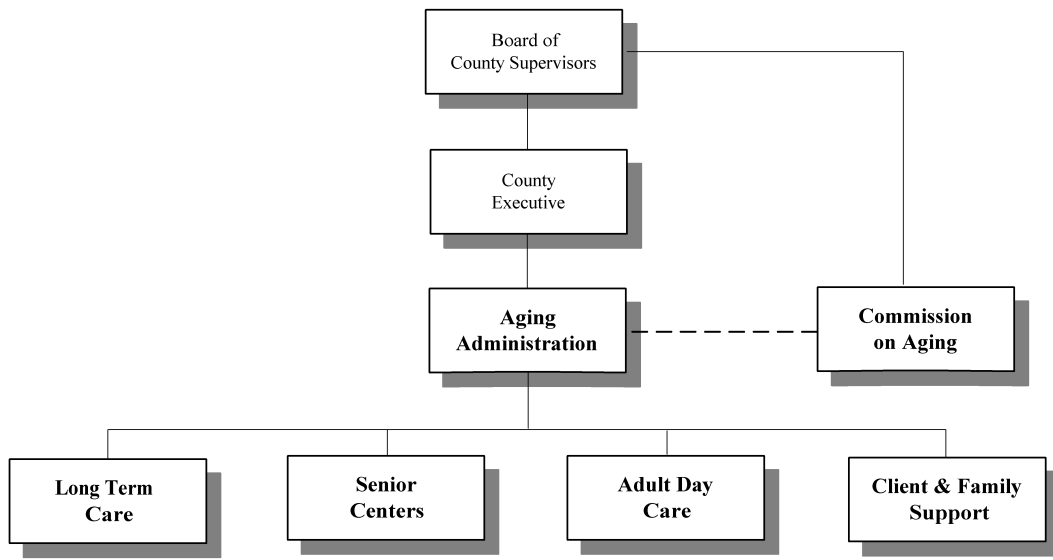 Board of
County Supervisors
County
Executive
Aging
Administration
Commission
on Aging
Long Term
Care
Senior
Centers
Adult Day
Care
Client & Family
Support